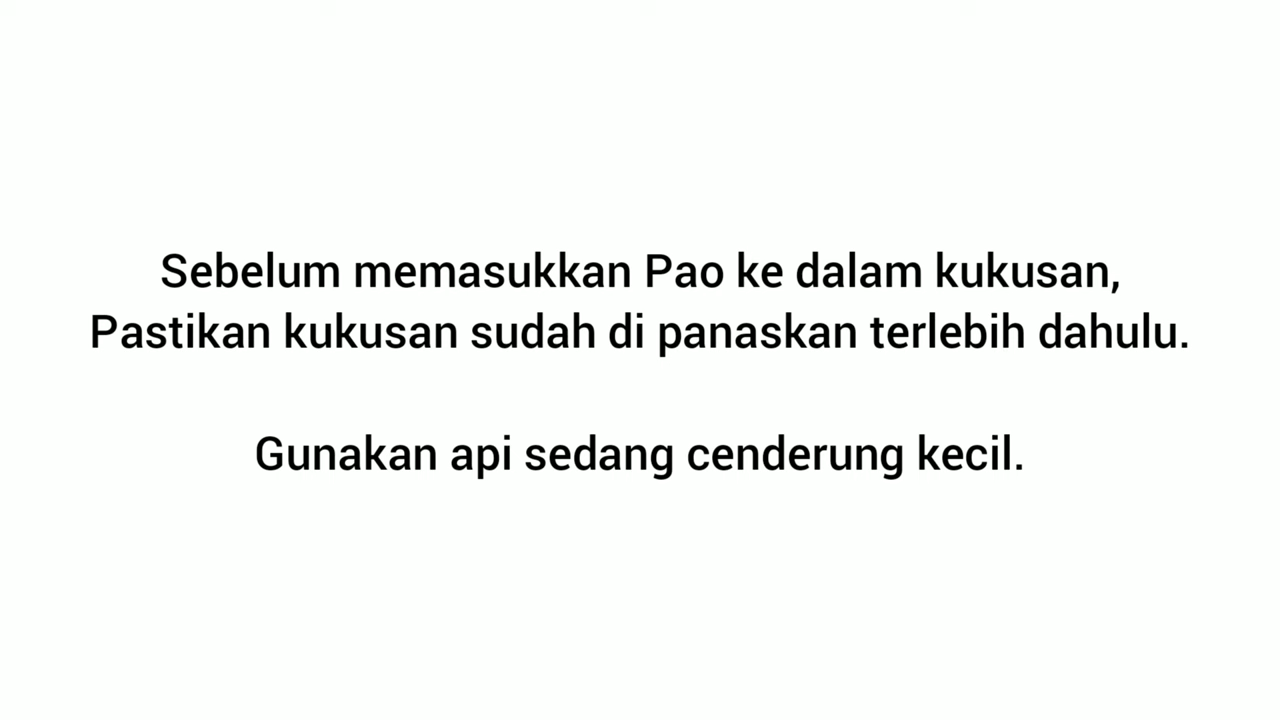 Sebelum memasukkan Pao ke dalam kukusan,
Pastikan kukusan sudah di panaskan terlebih dahulu.
Gunakan api sedang cenderung kecil.